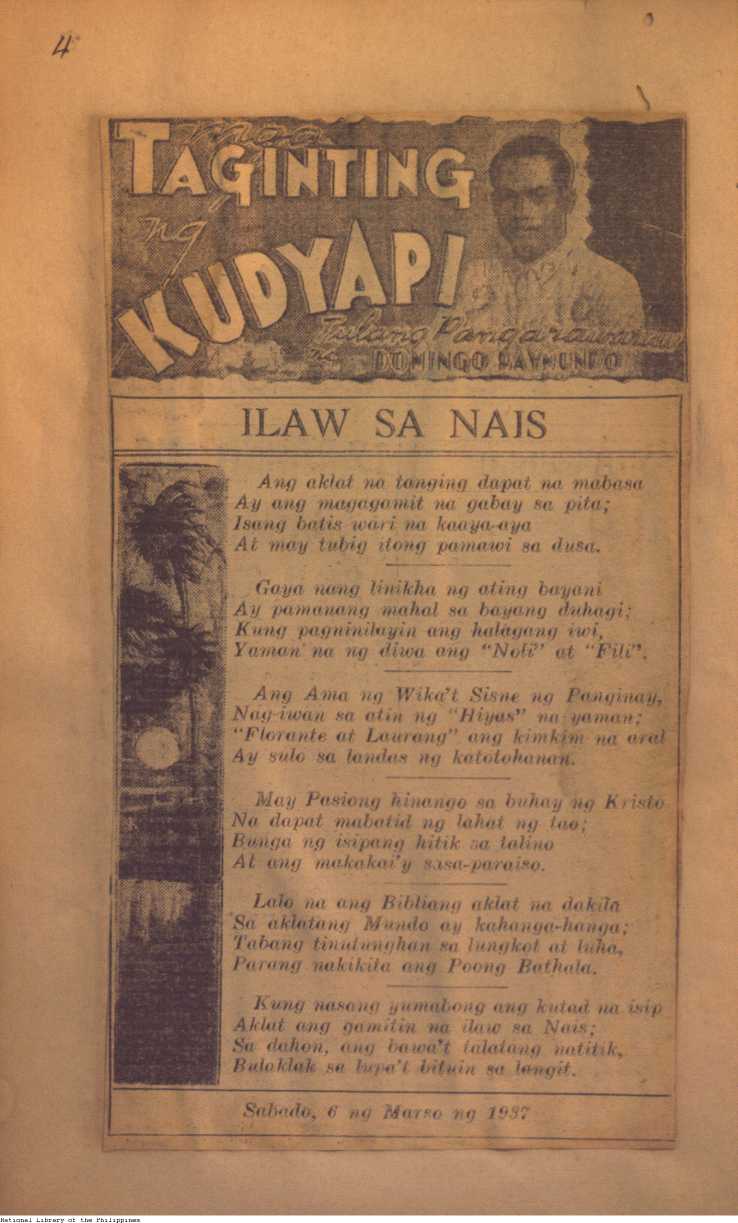 4
Mga
TAGINTING
ng
KUDYAPI
Tulang Pangaraw-araw
ng DOMINGO RAYMUNDO
ILAW SA NAIS
Ang aklat na tanging dapat na mabasa
Ay ang magagamit na gabay sa pita;
Isang batis wari na kaaya-aya
At may tubig itong pamawi sa dusa.
Gaya nang linikha ng ating bayani
Ay pamanang mahal sa bayang duhagi;
Kung pagninilayin ang halagang iwi,
Yaman na ng diwa ang "Noli" at "Fili".
Ang Ama ng Wika't Sisne ng Panginay,
Nag-iwan sa atin ng "Hiyas" na yaman;
"Florante at Laurang" ang kimkim na aral
Ay sulo sa landas ng katotohanan.
May Pasiong hinango sa buhay ng Kristo
Na dapat mabatid ng lahat ng tao;
Bunga ng isipang hitik sa talino
At ang makakai'y sasa-paraiso.
Lalo na ang Bibliang aklat na dakila
Sa aklatang Mundo ay kahanga-hanga;
Tabang tinutunghan sa lungkot at luha,
Parang nakikita ang Poong Bathala.
Kung nasang yumabong ang kutad na isip
Aklat ang gamitin na ilaw sa Nais;
Sa dahon, ang bawa't talatang natitik,
Bulaklak sa lupa't bituin sa langit.
Sabado, 6 ng Marso ng 1937
National Library of the Philippines